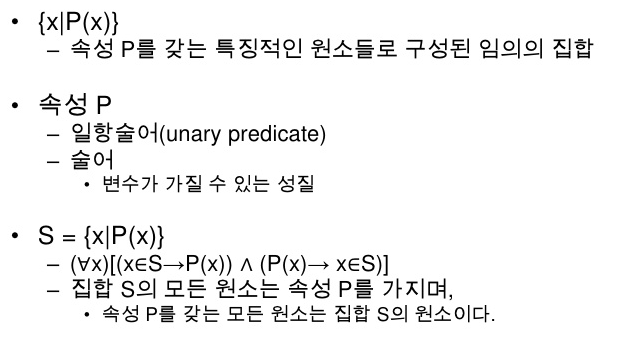 • {x|P(x)}
– 속성 P를 갖는 특징적인 원소들로 구성된 임의의 집합
• 속성 P
– 일항술어(unary predicate)
– 술어
• 변수가 가질 수 있는 성질
• S = {x|P(x)}
– (∀x)[(x∈S→P(x)) ∧ (P(x)→ x∈S)]
– 집합 S의 모든 원소는 속성 P를 가지며,
• 속성 P를 갖는 모든 원소는 집합 S의 원소이다.